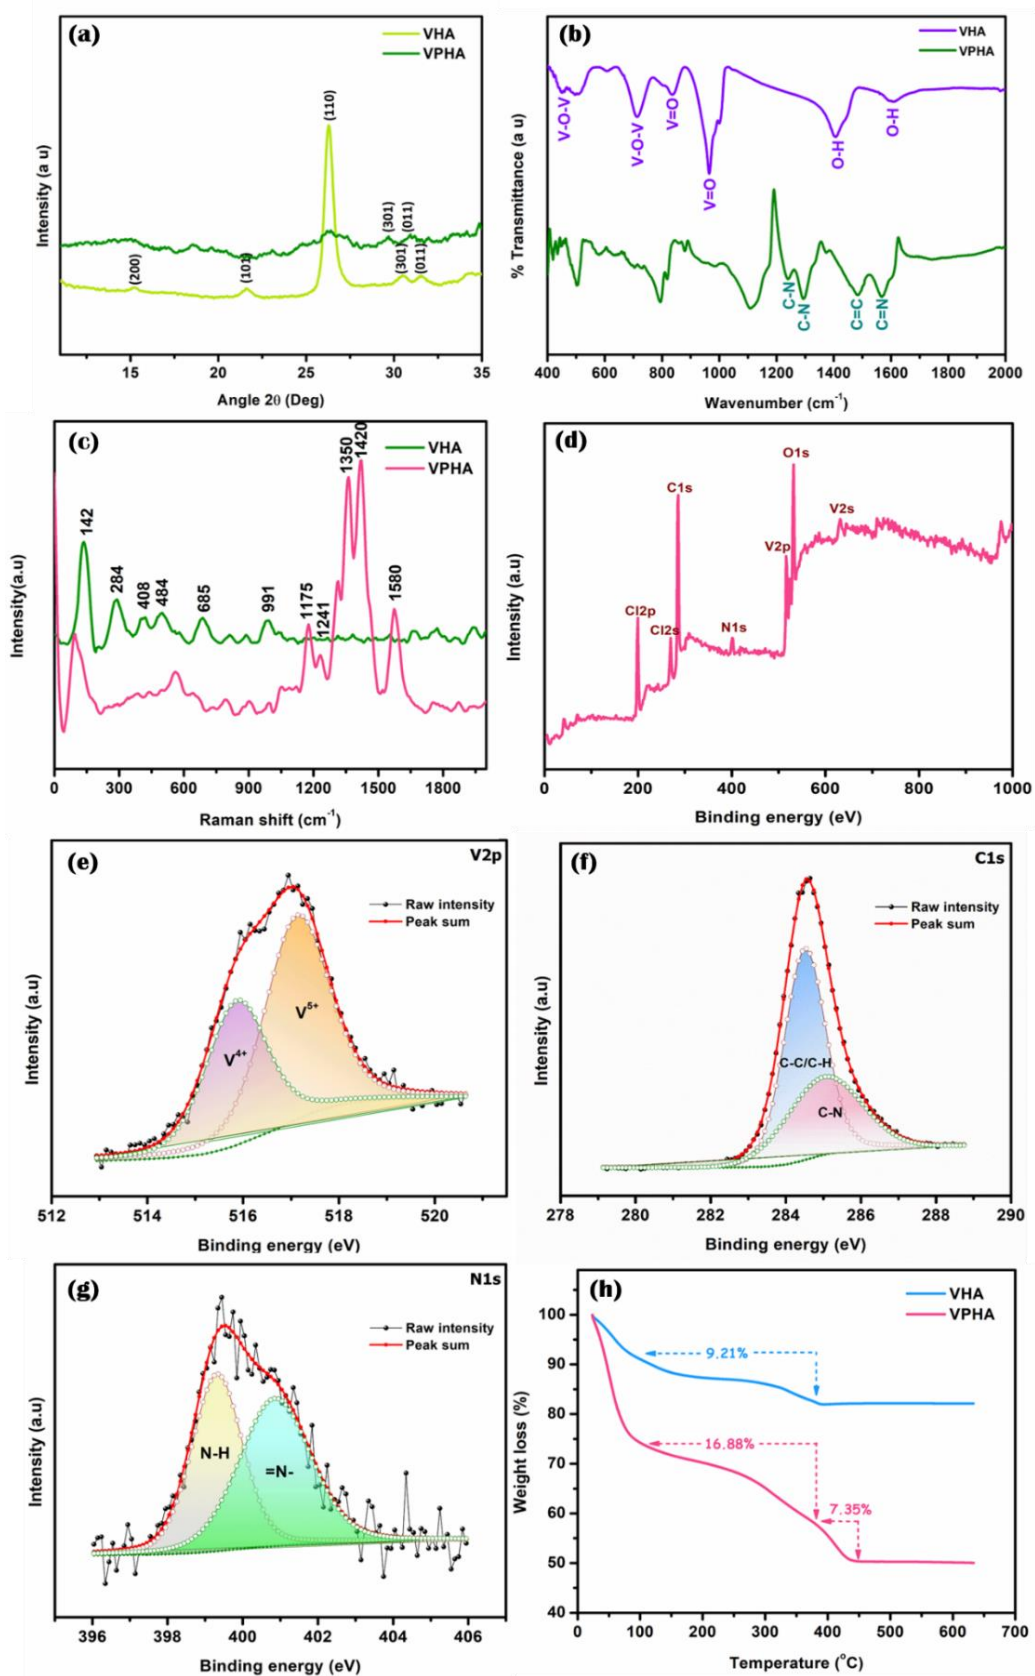 (a)
VHA
VPHA
(110)
(200)
(101)
(301)
(011)
(301)
(011)
Intensity (a u)
15
20
25
30
35
Angle 2θ (Deg)
(b)
VHA
VPHA
V-O-V
V-O-V
V=O
V=O
O-H
O-H
C-N
C-N
C=C
C=N
% Transmittance (a u)
400 600 800 1000 1200 1400 1600 1800 2000
Wavenumber (cm⁻¹)
(c)
VHA
VPHA
142
284
408
484
685
991
1175
1241
1350
1420
1580
Intensity(a.u)
0 300 600 900 1200 1500 1800
Raman shift (cm⁻¹)
(d)
O1s
C1s
V2s
V2p
Cl2p
Cl2s
N1s
Intensity (a.u)
0 200 400 600 800 1000
Binding energy (eV)
(e)
V2p
Raw intensity
Peak sum
V⁵⁺
V⁴⁺
Intensity (a.u)
512 514 516 518 520
Binding energy (eV)
(f)
C1s
Raw intensity
Peak sum
C-C/C-H
C-N
Intensity (a.u)
278 280 282 284 286 288 290
Binding energy (eV)
(g)
N1s
Raw intensity
Peak sum
N-H
=N-
Intensity (a.u)
396 398 400 402 404 406
Binding energy (eV)
(h)
VHA
VPHA
9.21%
16.88%
7.35%
Weight loss (%)
100
90
80
70
60
50
40
0 100 200 300 400 500 600 700
Temperature (°C)